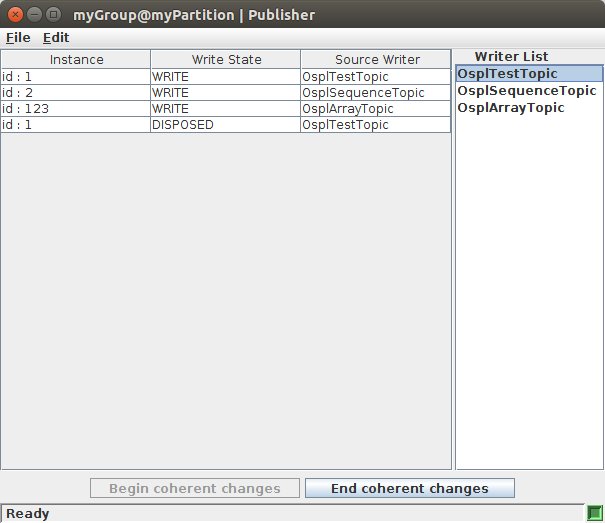 myGroup@myPartition | Publisher
File Edit
Instance Write State Source Writer Writer List
id : 1 WRITE OsplTestTopic OsplTestTopic
id : 2 WRITE OsplSequenceTopic OsplSequenceTopic
id : 123 WRITE OsplArrayTopic OsplArrayTopic
id : 1 DISPOSED OsplTestTopic
Begin coherent changes End coherent changes
Ready